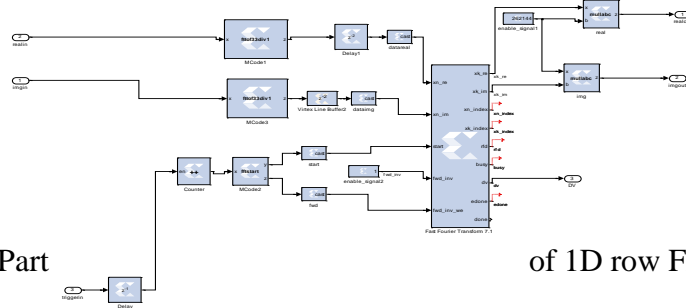 realin
MCode1
Delay1
datareal
enable_signal1
real
imgin
MCode3
Virtex Line Buffer2
dataimg
img
imgout
xn_re
xn_im
start
fwd_inv
fwd_inv_we
xk_re
xk_im
xn_index
xk_index
rfd
busy
dv
edone
done
Fast Fourier Transform 7.1
DV
start
enable_signal2
Counter
MCode2
fwd
Part of 1D row F
triggerin
Delay